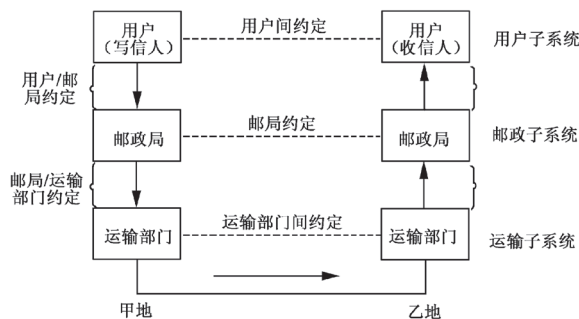 用户
（写信人）
用户间约定
用户
（收信人）
用户子系统
用户/邮
局约定
邮政局
邮局约定
邮政局
邮政子系统
邮局/运输
部门约定
运输部门
运输部门间约定
运输部门
运输子系统
甲地
乙地